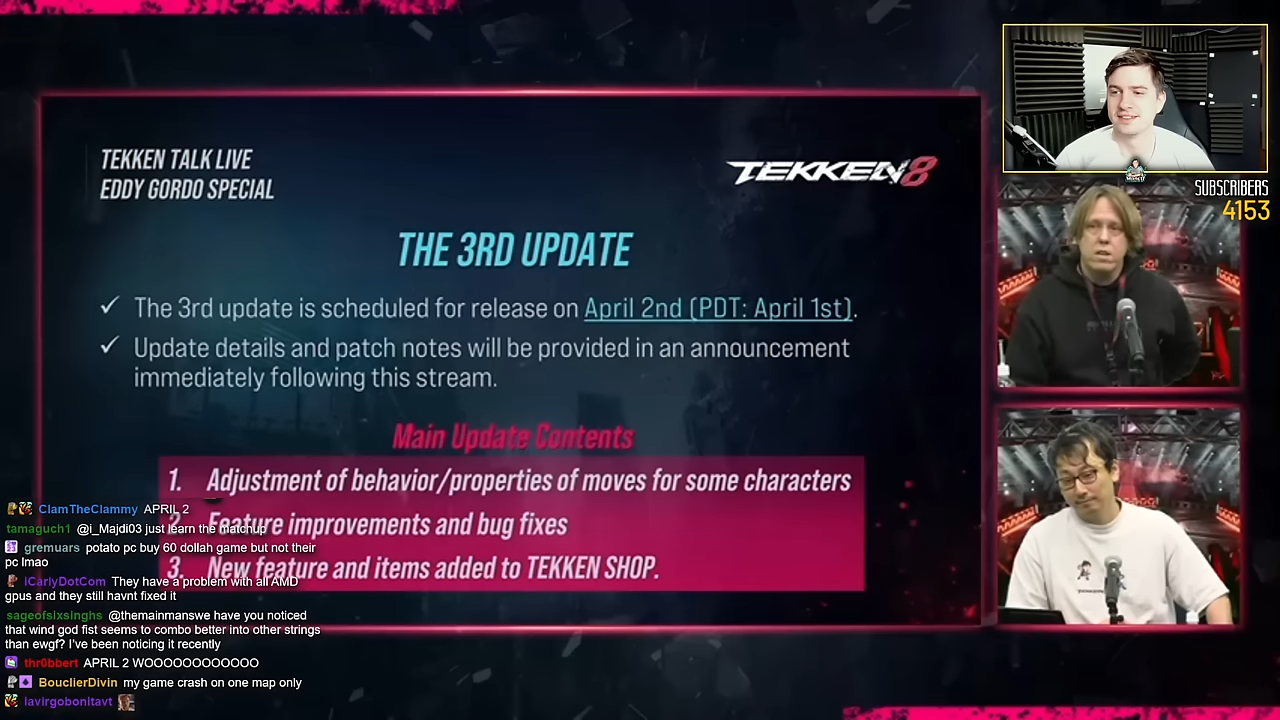 TEKKEN TALK LIVE
EDDY GORDO SPECIAL
TEKKEN8
THE 3RD UPDATE
✓ The 3rd update is scheduled for release on April 2nd (PDT: April 1st).
✓ Update details and patch notes will be provided in an announcement
immediately following this stream.
Main Update Contents
1. Adjustment of behavior/properties of moves for some characters
2. Feature improvements and bug fixes
3. New feature and items added to TEKKEN SHOP.
SUBSCRIBERS
4153
ClamTheClammy APRIL 2
tamaguch1 @i_Majdi03 just learn the matchup
gremuars potato pc buy 60 dollah game but not their
pc lmao
ICarlyDotCom They have a problem with all AMD
gpus and they still havnt fixed it
sageofsixsinghs @themainmanswe have you noticed
that wind god fist seems to combo better into other strings
than ewgf? I've been noticing it recently
thr0bbert APRIL 2 WOOOOOOOOOOO
BouclierDivin my game crash on one map only
lavirgobonitavt